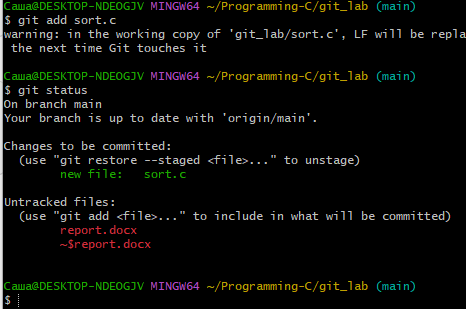 Саша@DESKTOP-NDEOGJV MINGW64 ~/Programming-C/git_lab (main)
$ git add sort.c
warning: in the working copy of 'git_lab/sort.c', LF will be repla
the next time Git touches it
Саша@DESKTOP-NDEOGJV MINGW64 ~/Programming-C/git_lab (main)
$ git status
On branch main
Your branch is up to date with 'origin/main'.
Changes to be committed:
(use "git restore --staged <file>..." to unstage)
new file: sort.c
Untracked files:
(use "git add <file>..." to include in what will be committed)
report.docx
~$report.docx
Саша@DESKTOP-NDEOGJV MINGW64 ~/Programming-C/git_lab (main)
$